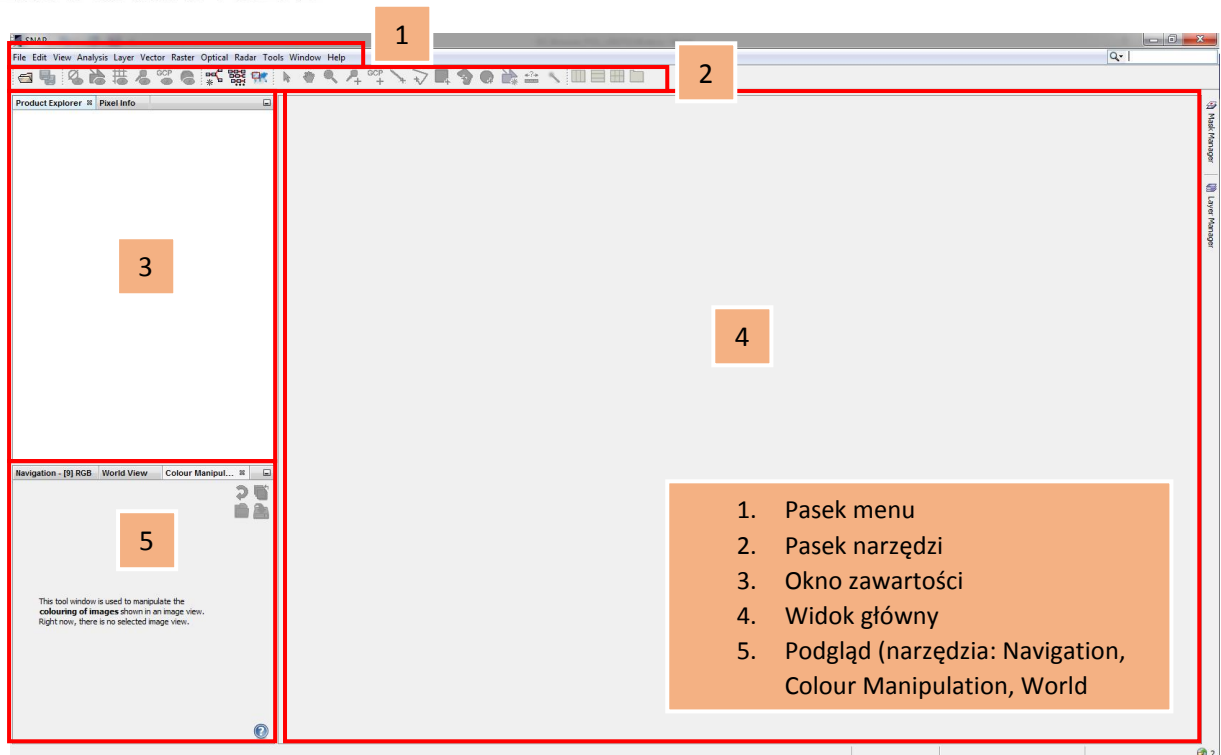 1
SNAP
File Edit View Analysis Layer Vector Raster Optical Radar Tools Window Help
GCP GCP
2
Product Explorer Pixel Info
Mask Manager
Layer Manager
3
4
Navigation - [9] RGB World View Colour Manipul...
5
This tool window is used to manipulate the
colouring of images shown in an image view.
Right now, there is no selected image view.
1. Pasek menu
2. Pasek narzędzi
3. Okno zawartości
4. Widok główny
5. Podgląd (narzędzia: Navigation,
Colour Manipulation, World